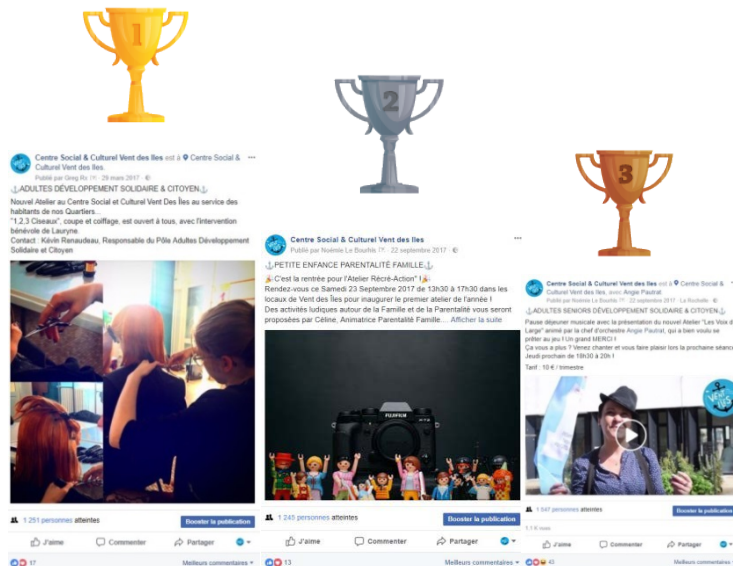 1
2
3
Centre Social & Culturel Vent des Iles est à Centre Social &
Culturel Vent des Iles.
Publié par Greg Rx · 29 mars 2017 ·
⚓ADULTES DÉVELOPPEMENT SOLIDAIRE & CITOYEN⚓
Nouvel Atelier au Centre Social et Culturel Vent Des Îles au service des
habitants de nos Quartiers...
"1,2,3 Ciseaux", coupe et coiffage, est ouvert à tous, avec l'intervention
bénévole de Lauryne.
Contact : Kévin Renaudeau, Responsable du Pôle Adultes Développement
Solidaire et Citoyen
1 251 personnes atteintes
Booster la publication
J'aime Commenter Partager
17 Meilleurs commentaires
Centre Social & Culturel Vent des Iles
Publié par Noémie Le Bourhis · 22 septembre 2017 ·
⚓PETITE ENFANCE PARENTALITÉ FAMILLE⚓
🎉C'est la rentrée pour l'Atelier Récré-Action" !🎉
Rendez-vous ce Samedi 23 Septembre 2017 de 13h30 à 17h30 dans les
locaux de Vent des Îles pour inaugurer le premier atelier de l'année !
Des activités ludiques autour de la Famille et de la Parentalité vous seront
proposées par Céline, Animatrice Parentalité Famille... Afficher la suite
FUJIFILM
1 245 personnes atteintes
Booster la publication
J'aime Commenter Partager
13 Meilleurs commentaires
Centre Social & Culturel Vent des Iles est à Centre Social &
Culturel Vent des Iles, avec Angie Pautrat.
Publié par Noémie Le Bourhis · 22 septembre 2017 · La Rochelle ·
⚓ADULTES SENIORS DÉVELOPPEMENT SOLIDAIRE & CITOYEN⚓
Pause déjeuner musicale avec la présentation du nouvel Atelier "Les Voix d
Large" animé par la chef d'orchestre Angie Pautrat, qui a bien voulu se
prêter au jeu ! Un grand MERCI !
Ça vous a plus ? Venez chanter et vous faire plaisir lors la prochaine séance
Jeudi prochain de 18h30 à 20h !
Tarif : 10 € / trimestre
VENT
DES
ILES
1 047 personnes atteintes
Booster la publication
J'aime Commenter Partager
43 Meilleurs commentaires